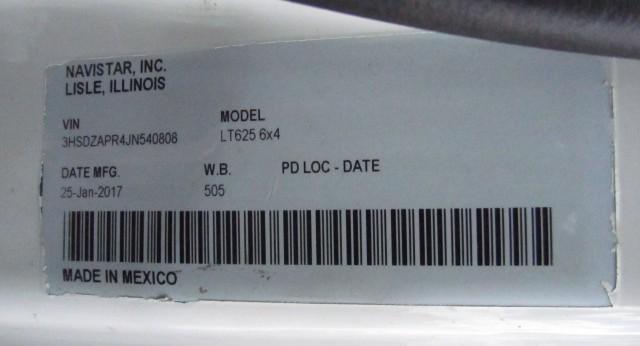 NAVISTAR, INC.
LISLE, ILLINOIS
VIN MODEL
3HSDZAPR4JN540808 LT625 6x4
DATE MFG. W.B. PD LOC - DATE
25-Jan-2017 505
MADE IN MEXICO